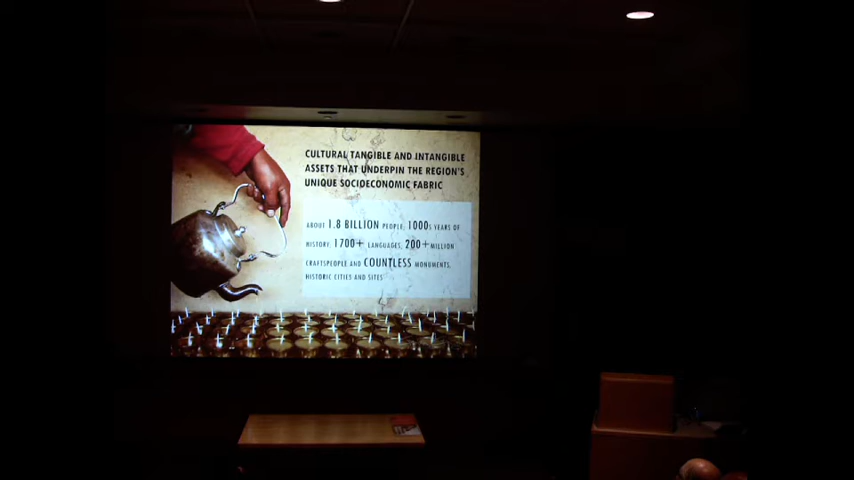 CULTURAL TANGIBLE AND INTANGIBLE
ASSETS THAT UNDERPIN THE REGION'S
UNIQUE SOCIOECONOMIC FABRIC
ABOUT 1.8 BILLION PEOPLE, 1000s YEARS OF
HISTORY, 1700+ LANGUAGES, 200+ MILLION
CRAFTSPEOPLE AND COUNTLESS MONUMENTS,
HISTORIC CITIES AND SITES